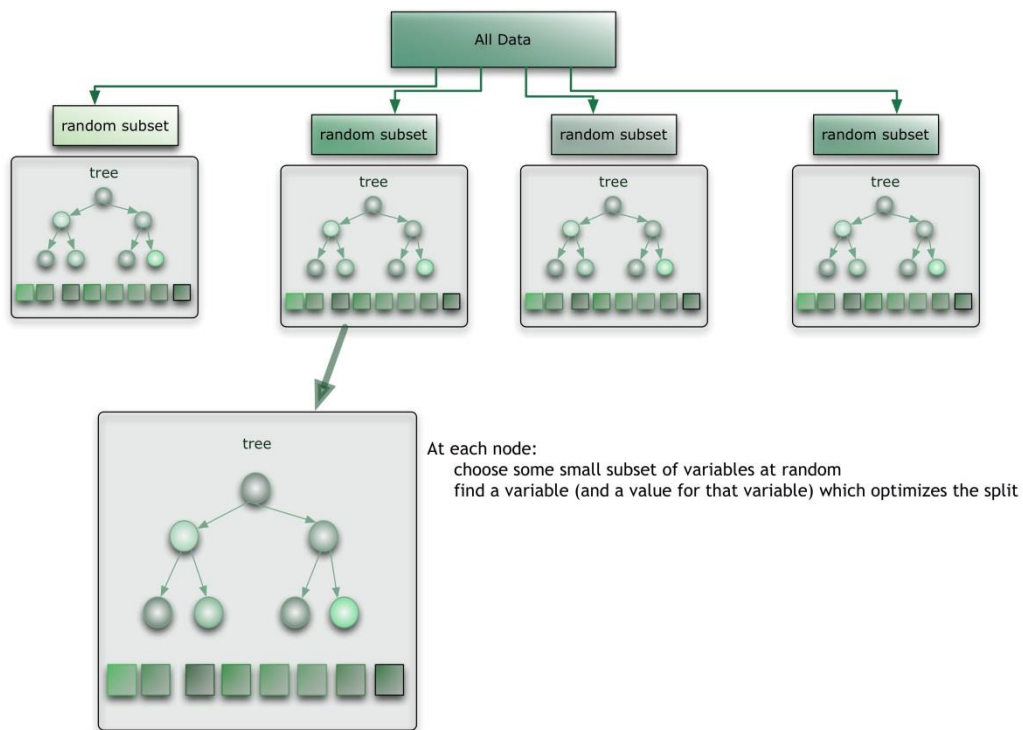 All Data
random subset
random subset
random subset
random subset
tree
tree
tree
tree
tree
At each node:
choose some small subset of variables at random
find a variable (and a value for that variable) which optimizes the split